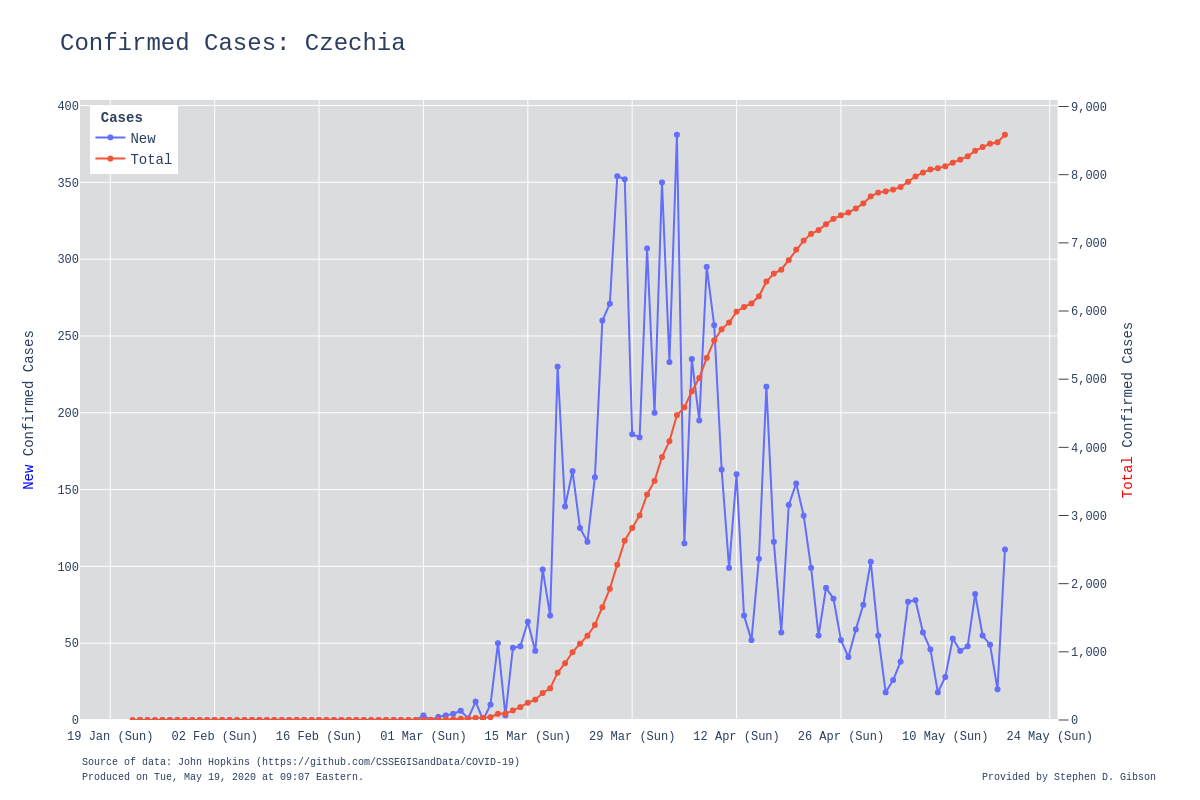 Confirmed Cases: Czechia
Cases
New
Total
400
350
300
250
200
150
100
50
0
9,000
8,000
7,000
6,000
5,000
4,000
3,000
2,000
1,000
0
New Confirmed Cases
Total Confirmed Cases
19 Jan (Sun) 02 Feb (Sun) 16 Feb (Sun) 01 Mar (Sun) 15 Mar (Sun) 29 Mar (Sun) 12 Apr (Sun) 26 Apr (Sun) 10 May (Sun) 24 May (Sun)
Source of data: John Hopkins (https://github.com/CSSEGISandData/COVID-19)
Produced on Tue, May 19, 2020 at 09:07 Eastern.
Provided by Stephen D. Gibson